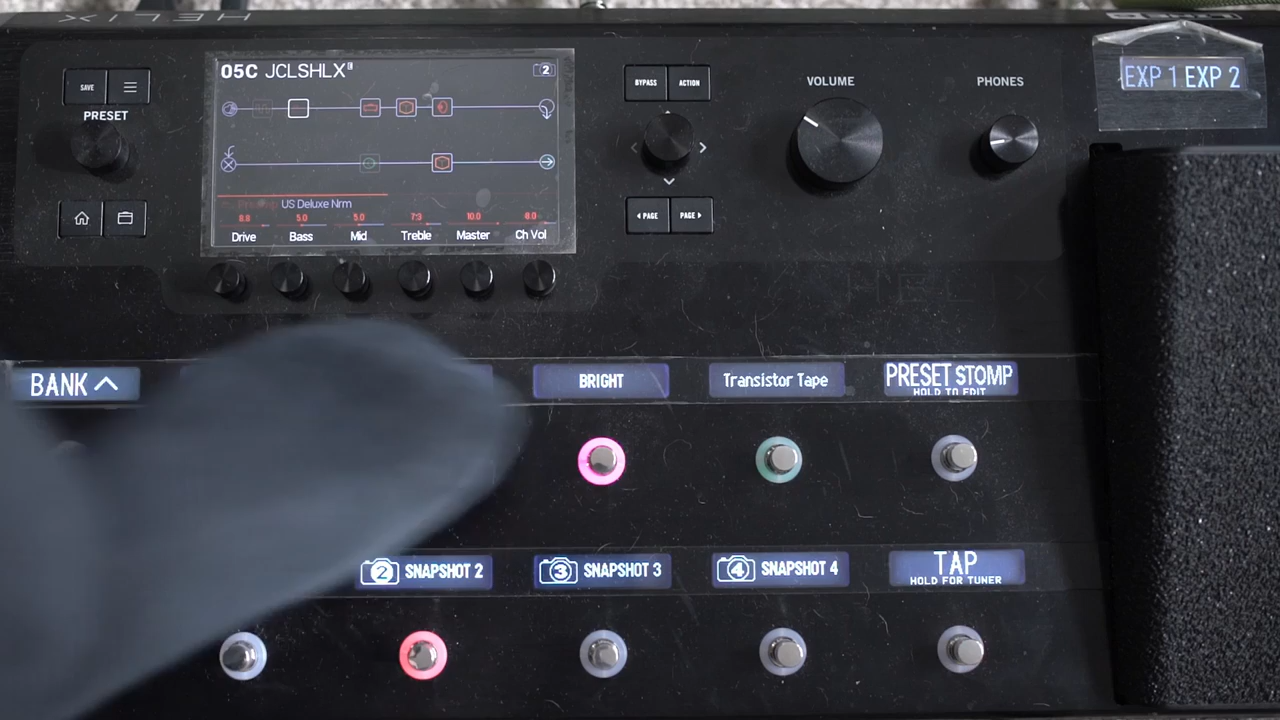 HELIX
SAVE
PRESET
05C JCLSHLX
2
US Deluxe Nrm
8.8 5.0 5.0 7.3 10.0 8.0
Drive Bass Mid Treble Master Ch Vol
BYPASS ACTION
PAGE PAGE
VOLUME
PHONES
EXP 1 EXP 2
HELIX
BANK
BRIGHT
Transistor Tape
PRESET STOMP
HOLD TO EDIT
2 SNAPSHOT 2
3 SNAPSHOT 3
4 SNAPSHOT 4
TAP
HOLD FOR TUNER